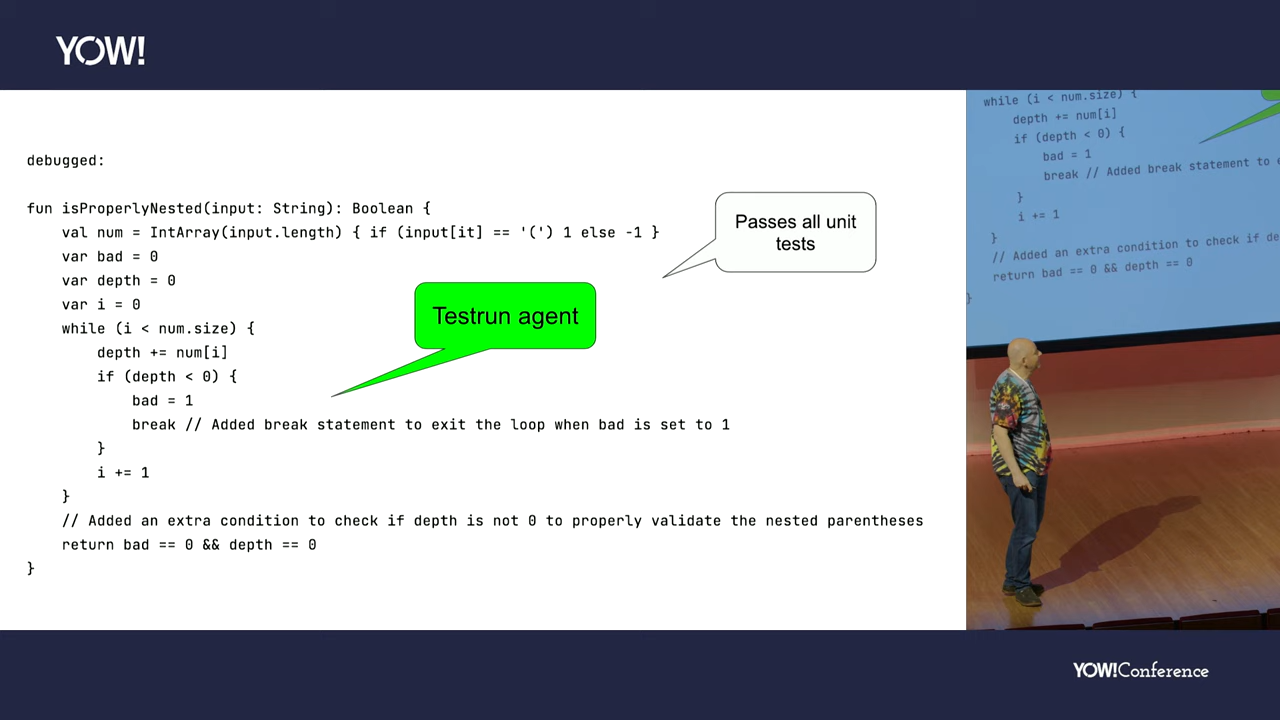 YOW!
debugged:
fun isProperlyNested(input: String): Boolean {
val num = IntArray(input.length) { if (input[it] == '(') 1 else -1 }
var bad = 0
var depth = 0
var i = 0
while (i < num.size) {
depth += num[i]
if (depth < 0) {
bad = 1
break // Added break statement to exit the loop when bad is set to 1
}
i += 1
}
// Added an extra condition to check if depth is not 0 to properly validate the nested parentheses
return bad == 0 && depth == 0
}
Passes all unit
tests
Testrun agent
while (i < num.size) {
depth += num[i]
if (depth < 0) {
bad = 1
break // Added break statement to
}
i += 1
}
// Added an extra condition to check if
return bad == 0 && depth == 0
}
YOW!Conference